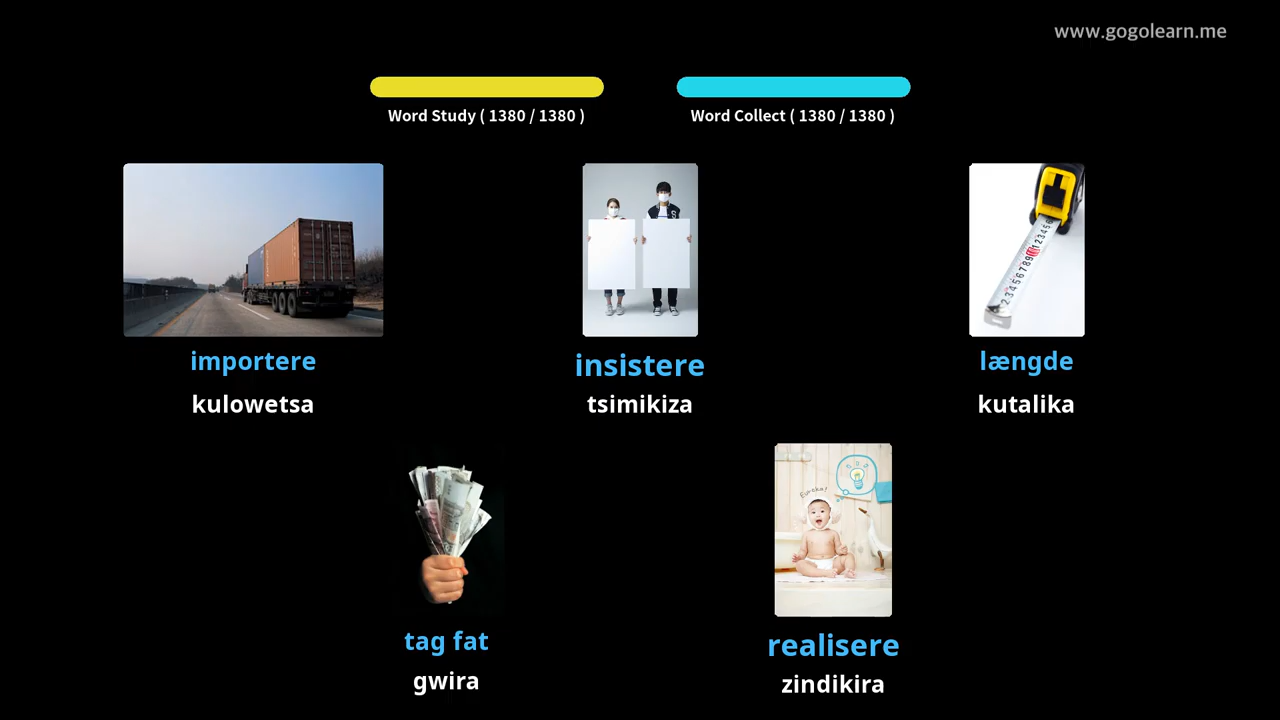 www.gogolearn.me
Word Study ( 1380 / 1380 )
Word Collect ( 1380 / 1380 )
importere
kulowetsa
insistere
tsimikiza
længde
kutalika
Eureka!
tag fat
gwira
realisere
zindikira